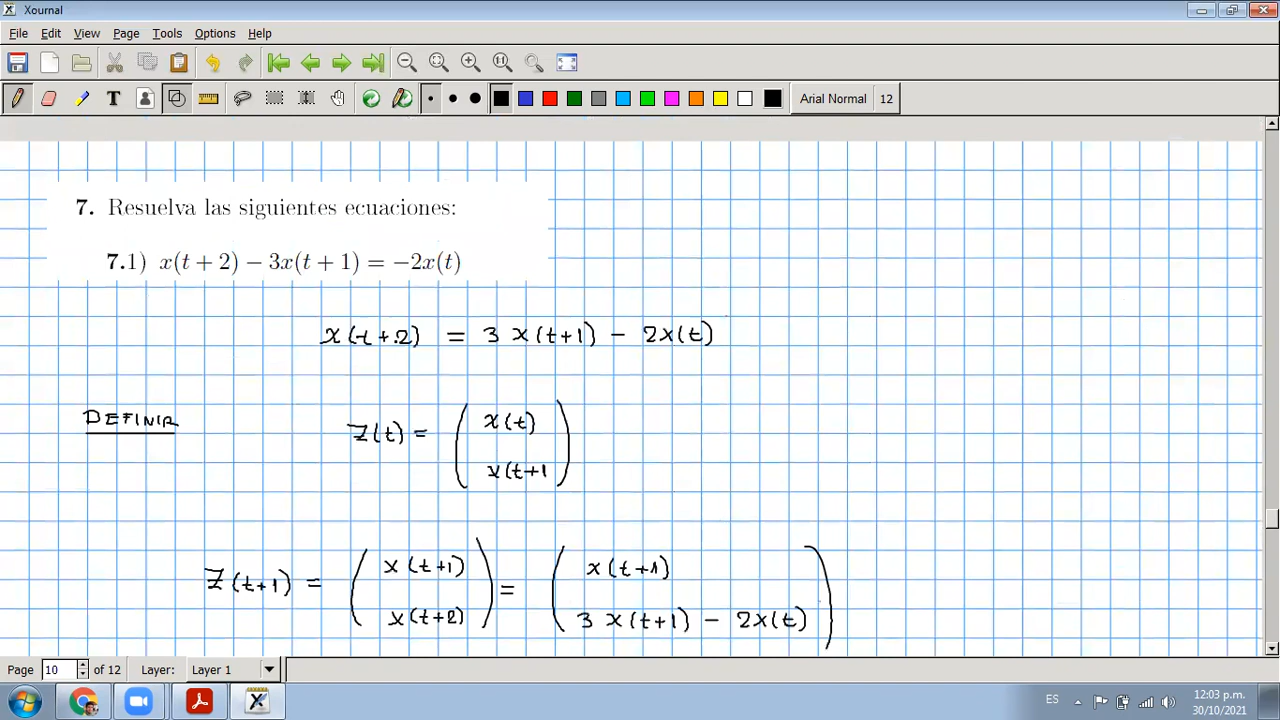 Xournal
File Edit View Page Tools Options Help
Arial Normal 12
7. Resuelva las siguientes ecuaciones:
7.1) x(t + 2) − 3x(t + 1) = −2x(t)
x(t+2) = 3 x(t+1) − 2x(t)
DEFINIR
Z(t) = ( x(t)
x(t+1 )
Z(t+1) = ( x(t+1) ) = ( x(t+1)
x(t+2) 3 x(t+1) − 2x(t) )
Page 10 of 12 Layer: Layer 1
ES 12:03 p.m.
30/10/2021